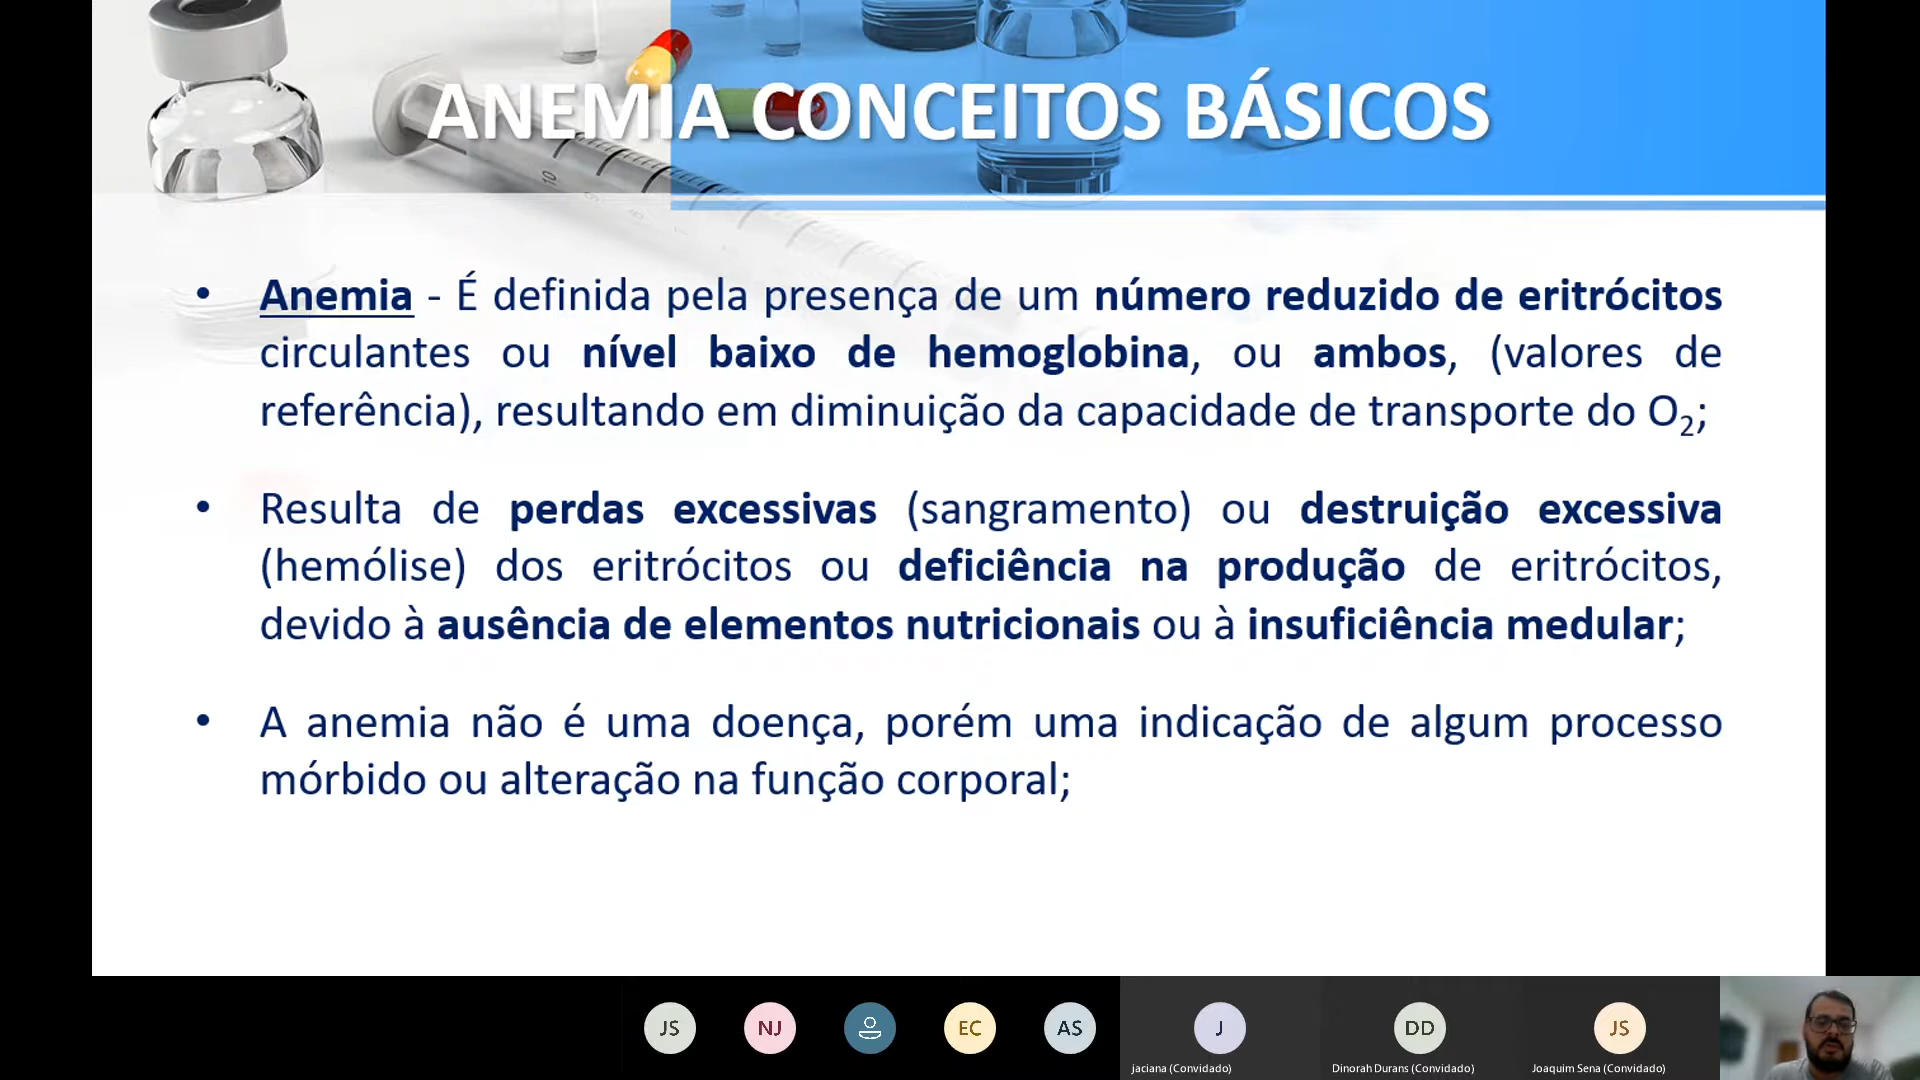 ANEMIA CONCEITOS BÁSICOS
• Anemia - É definida pela presença de um número reduzido de eritrócitos
circulantes ou nível baixo de hemoglobina, ou ambos, (valores de
referência), resultando em diminuição da capacidade de transporte do O₂;
• Resulta de perdas excessivas (sangramento) ou destruição excessiva
(hemólise) dos eritrócitos ou deficiência na produção de eritrócitos,
devido à ausência de elementos nutricionais ou à insuficiência medular;
• A anemia não é uma doença, porém uma indicação de algum processo
mórbido ou alteração na função corporal;
JS NJ EC AS J DD JS
jaciana (Convidado) Dinorah Durans (Convidado) Joaquim Sena (Convidado)
10